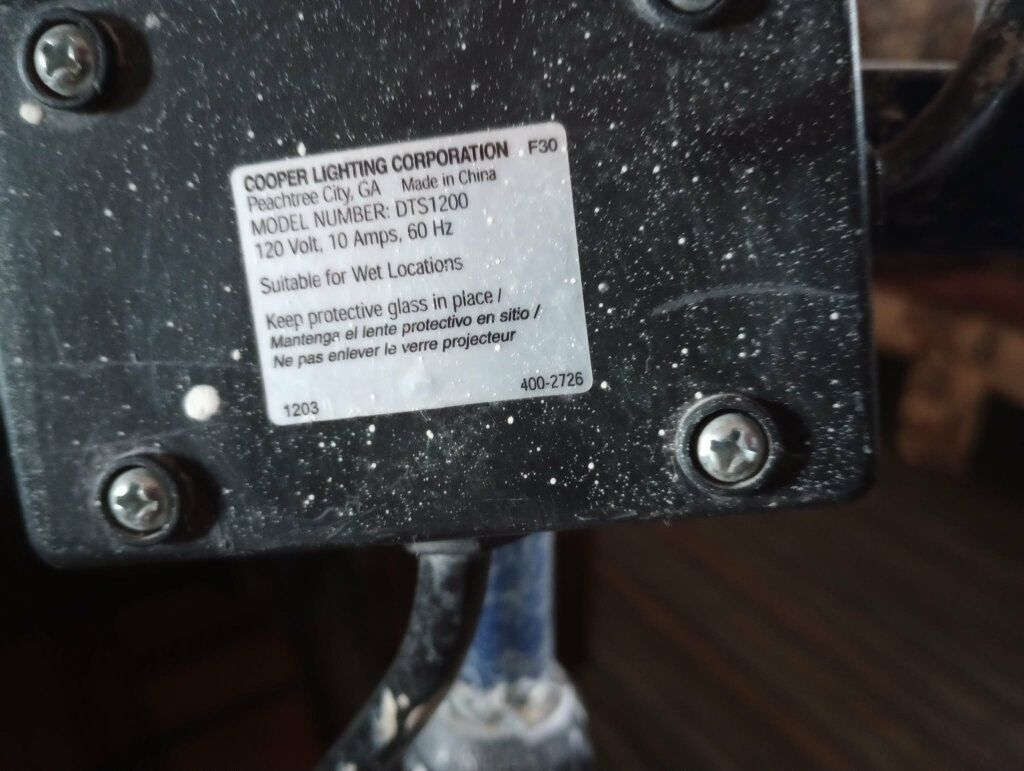 COOPER LIGHTING CORPORATION F30
Peachtree City, GA Made in China
MODEL NUMBER: DTS1200
120 Volt, 10 Amps, 60 Hz
Suitable for Wet Locations
Keep protective glass in place /
Mantenga el lente protectivo en sitio /
Ne pas enlever le verre projecteur
1203 400-2726